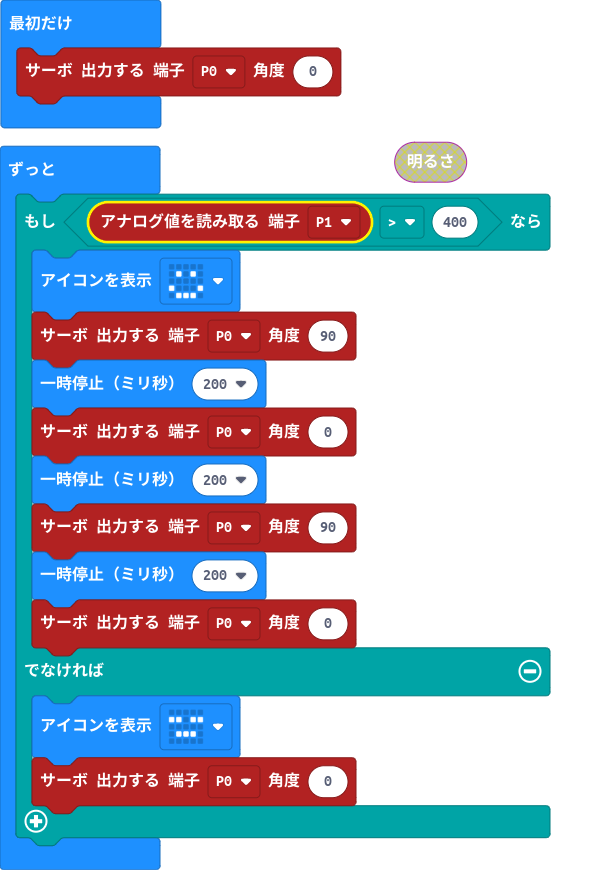 最初だけ
サーボ 出力する 端子 P0 角度 0
ずっと
明るさ
もし アナログ値を読み取る 端子 P1 > 400 なら
アイコンを表示
サーボ 出力する 端子 P0 角度 90
一時停止（ミリ秒） 200
サーボ 出力する 端子 P0 角度 0
一時停止（ミリ秒） 200
サーボ 出力する 端子 P0 角度 90
一時停止（ミリ秒） 200
サーボ 出力する 端子 P0 角度 0
でなければ
アイコンを表示
サーボ 出力する 端子 P0 角度 0